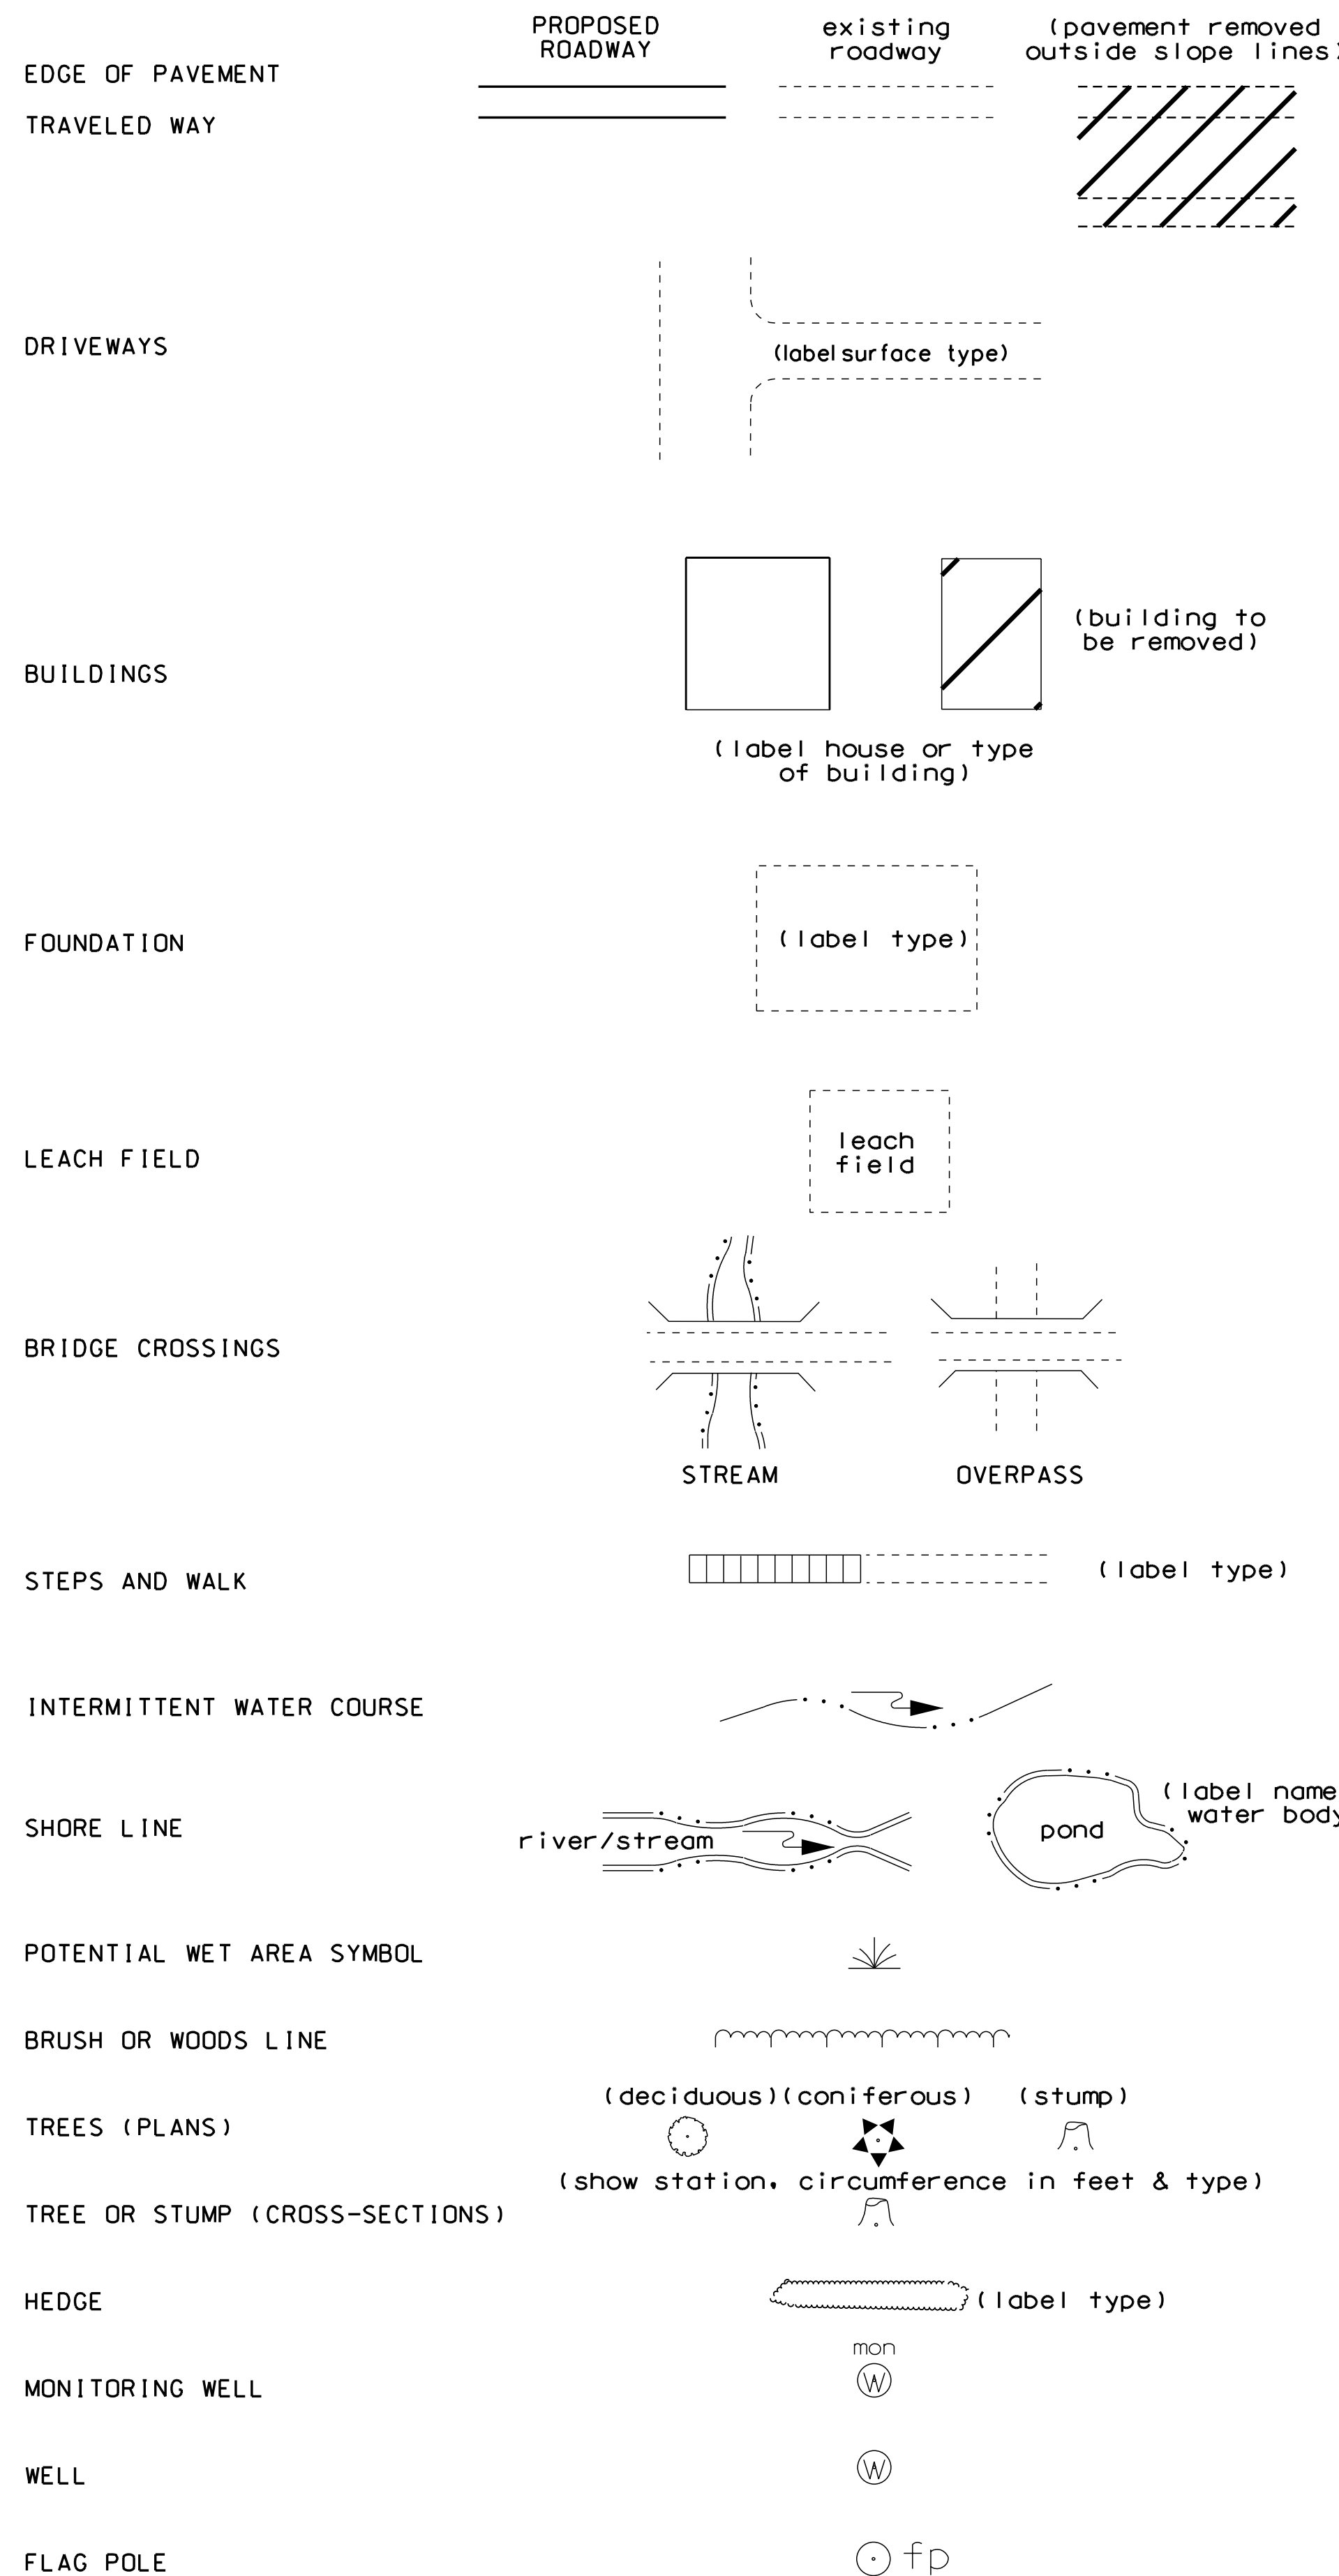 PROPOSED
ROADWAY
existing
roadway
(pavement removed
outside slope lines)
EDGE OF PAVEMENT
TRAVELED WAY
DRIVEWAYS
(label surface type)
BUILDINGS
(building to
be removed)
(label house or type
of building)
FOUNDATION
(label type)
LEACH FIELD
leach
field
BRIDGE CROSSINGS
STREAM
OVERPASS
STEPS AND WALK
(label type)
INTERMITTENT WATER COURSE
SHORE LINE
river/stream
pond
(label name
water body
POTENTIAL WET AREA SYMBOL
BRUSH OR WOODS LINE
(deciduous) (coniferous) (stump)
TREES (PLANS)
(show station, circumference in feet & type)
TREE OR STUMP (CROSS-SECTIONS)
HEDGE
(label type)
mon
MONITORING WELL
W
WELL
W
FLAG POLE
fp